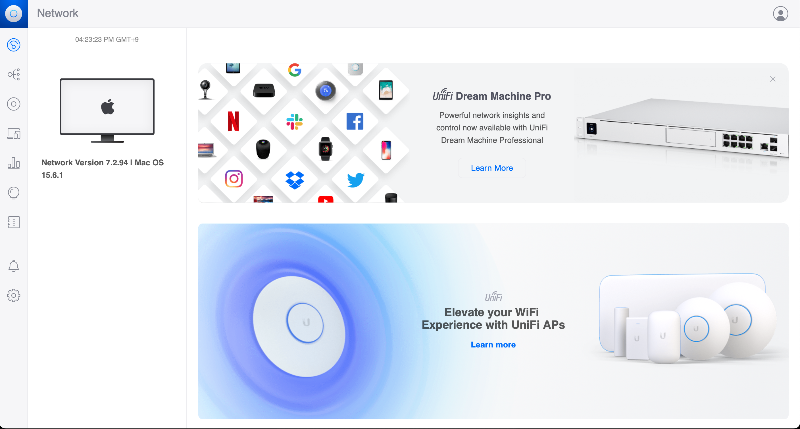 Network
04:23:23 PM GMT+9
Network Version 7.2.94 | Mac OS
15.6.1
UniFi Dream Machine Pro
Powerful network insights and
control now available with UniFi
Dream Machine Professional
Learn More
UniFi
Elevate your WiFi
Experience with UniFi APs
Learn more